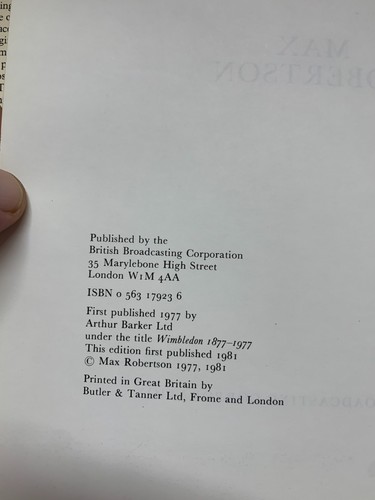 Published by the
British Broadcasting Corporation
35 Marylebone High Street
London W1M 4AA
ISBN 0 563 17923 6
First published 1977 by
Arthur Barker Ltd
under the title Wimbledon 1877–1977
This edition first published 1981
© Max Robertson 1977, 1981
Printed in Great Britain by
Butler & Tanner Ltd, Frome and London